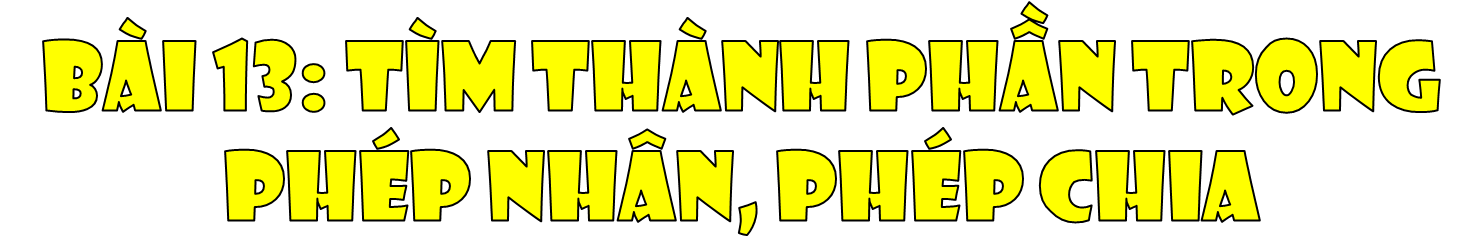 BÀI 13: TÌM THÀNH PHẦN TRONG
PHÉP NHÂN, PHÉP CHIA